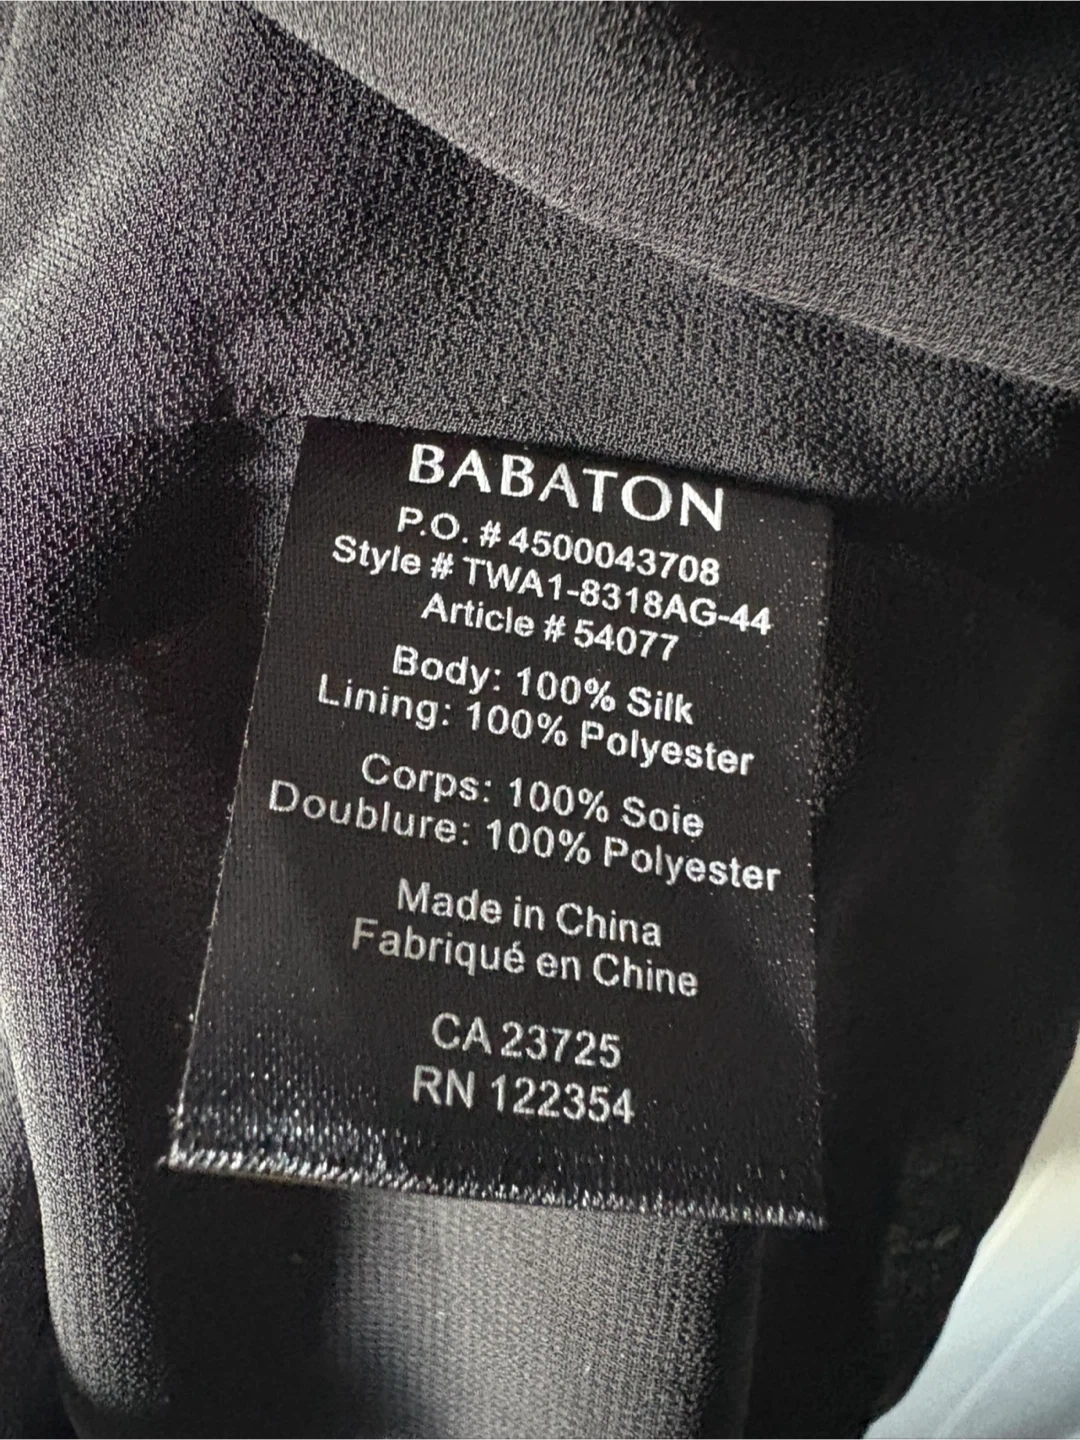 BABATON
P.O. # 4500043708
Style # TWA1-8318AG-44
Article # 54077
Body: 100% Silk
Lining: 100% Polyester
Corps: 100% Soie
Doublure: 100% Polyester
Made in China
Fabriqué en Chine
CA 23725
RN 122354